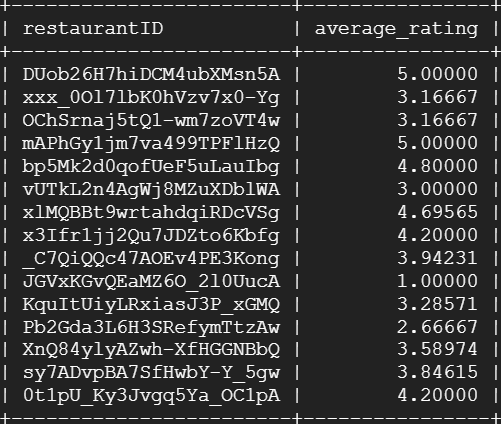 +--------------------------+----------------+
| restaurantID | average_rating |
+--------------------------+----------------+
| DUob26H7hiDCM4ubXMsn5A | 5.00000 |
| xxx_0Ol7lbK0hVzv7x0-Yg | 3.16667 |
| OChSrnaj5tQ1-wm7zoVT4w | 3.16667 |
| mAPhGy1jm7va499TPFlHzQ | 5.00000 |
| bp5Mk2d0qofUeF5uLauIbg | 4.80000 |
| vUTkL2n4AgWj8MZuXDblWA | 3.00000 |
| xlMQBBt9wrtahdqiRDcVSg | 4.69565 |
| x3Ifr1jj2Qu7JDZto6Kbfg | 4.20000 |
| _C7QiQQc47AOEv4PE3Kong | 3.94231 |
| JGVxKGvQEaMZ6O_2l0UucA | 1.00000 |
| KquItUiyLRxiasJ3P_xGMQ | 3.28571 |
| Pb2Gda3L6H3SRefymTtzAw | 2.66667 |
| XnQ84ylyAZwh-XfHGGNBbQ | 3.58974 |
| sy7ADvpBA7SfHwbY-Y_5gw | 3.84615 |
| 0t1pU_Ky3Jvgq5Ya_OC1pA | 4.20000 |
+--------------------------+----------------+